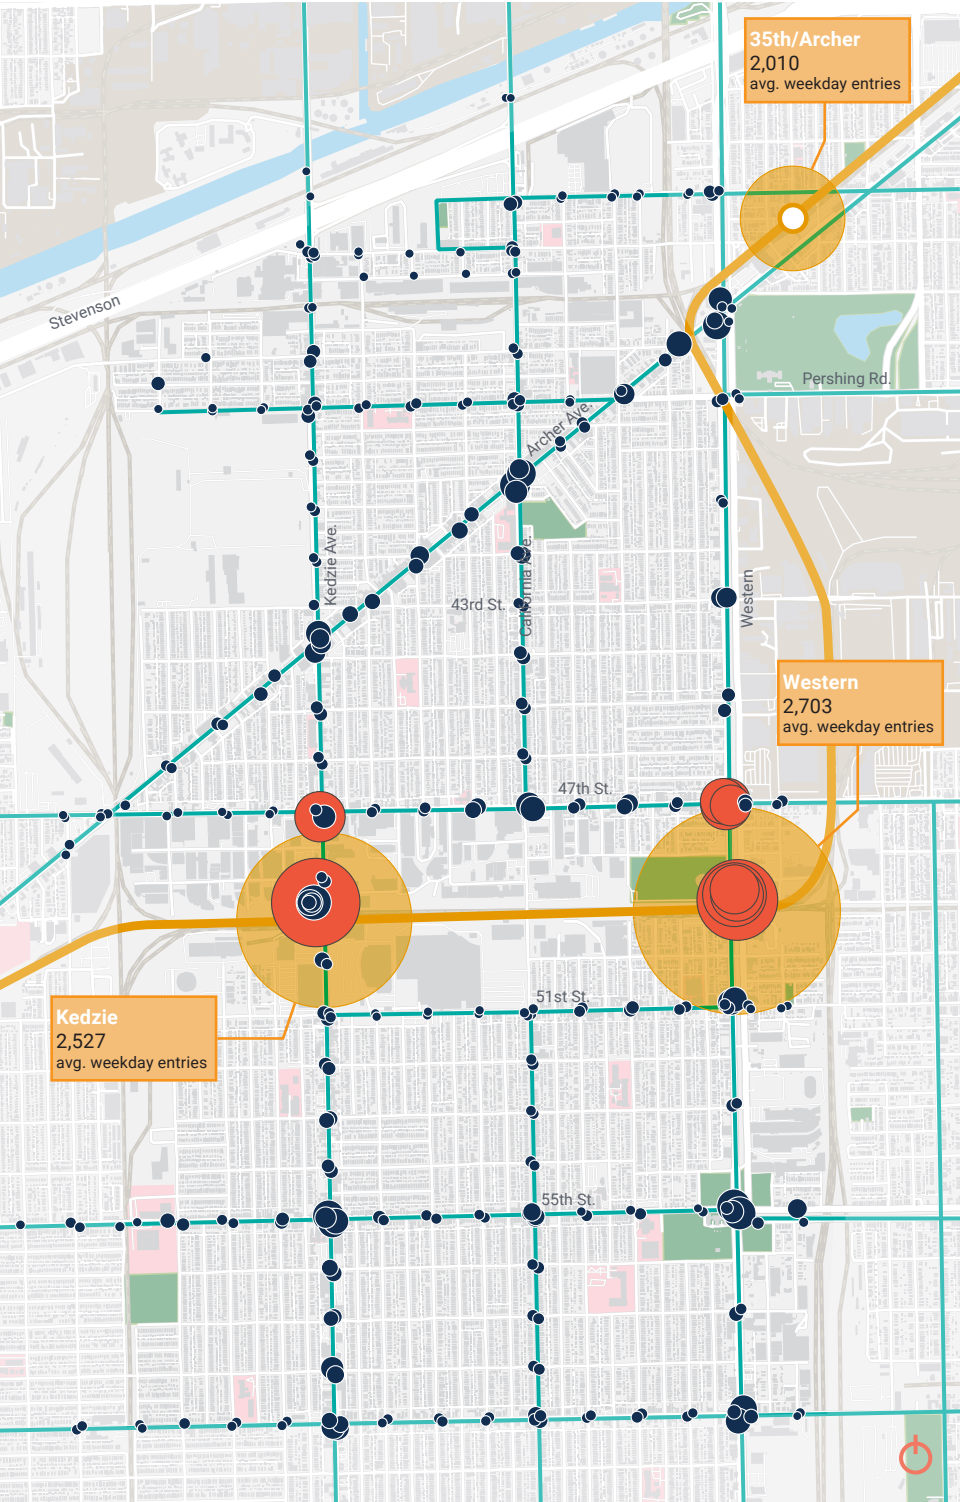 35th/Archer
2,010
avg. weekday entries
Stevenson
Pershing Rd.
Archer Ave.
Kedzie Ave.
California Ave.
43rd St.
Western
Western
2,703
avg. weekday entries
47th St.
51st St.
Kedzie
2,527
avg. weekday entries
55th St.